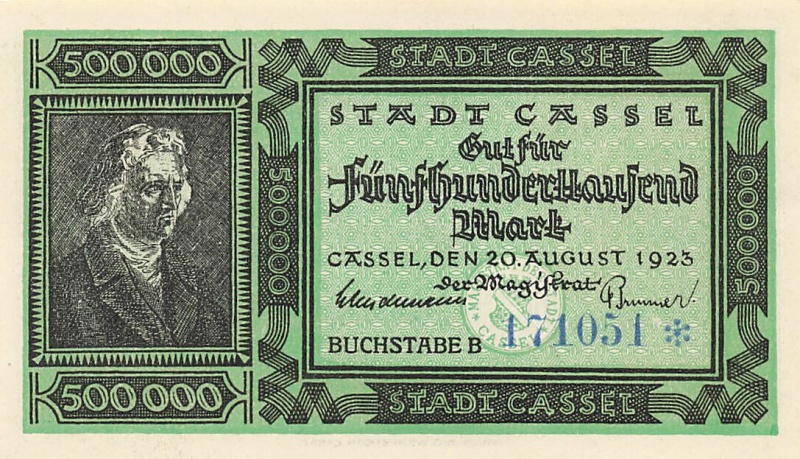 500000
STADT CASSEL
STADT CASSEL
Gut für
Fünfhunderttausend
Mark
CASSEL, DEN 20. AUGUST 1923
der Magistrat
Brunner
BUCHSTABE B 171051 *
500000
500000
500000
STADT CASSEL